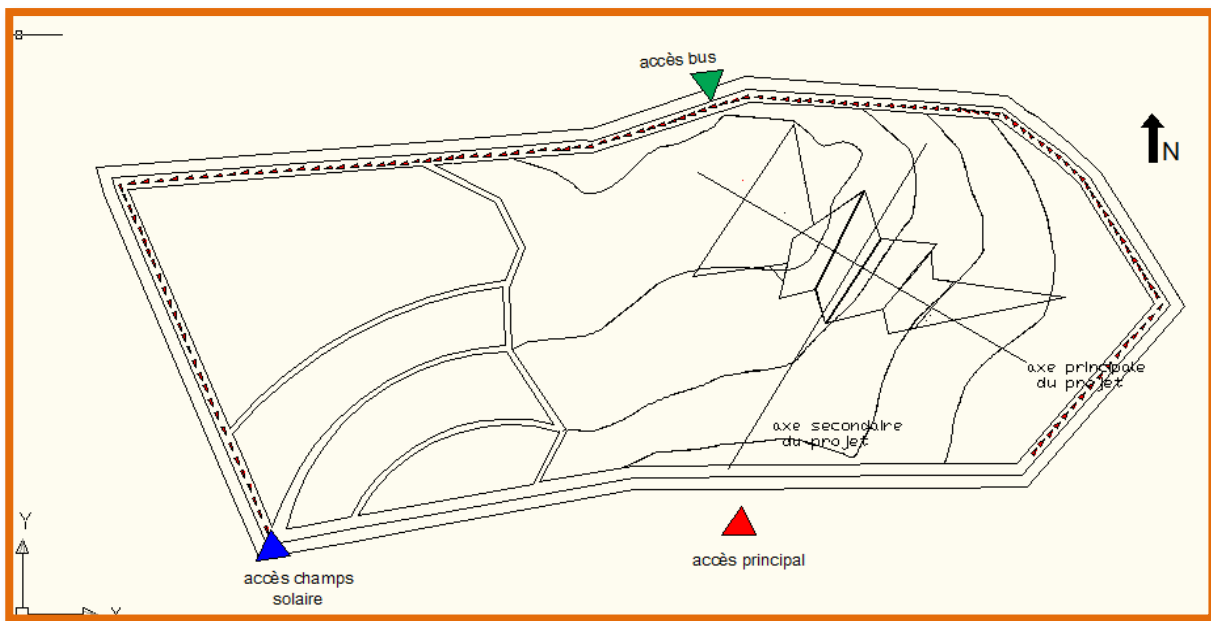 accès bus
N
axe principale
du projet
axe secondaire
du projet
Y
accès principal
accès champs
solaire
X